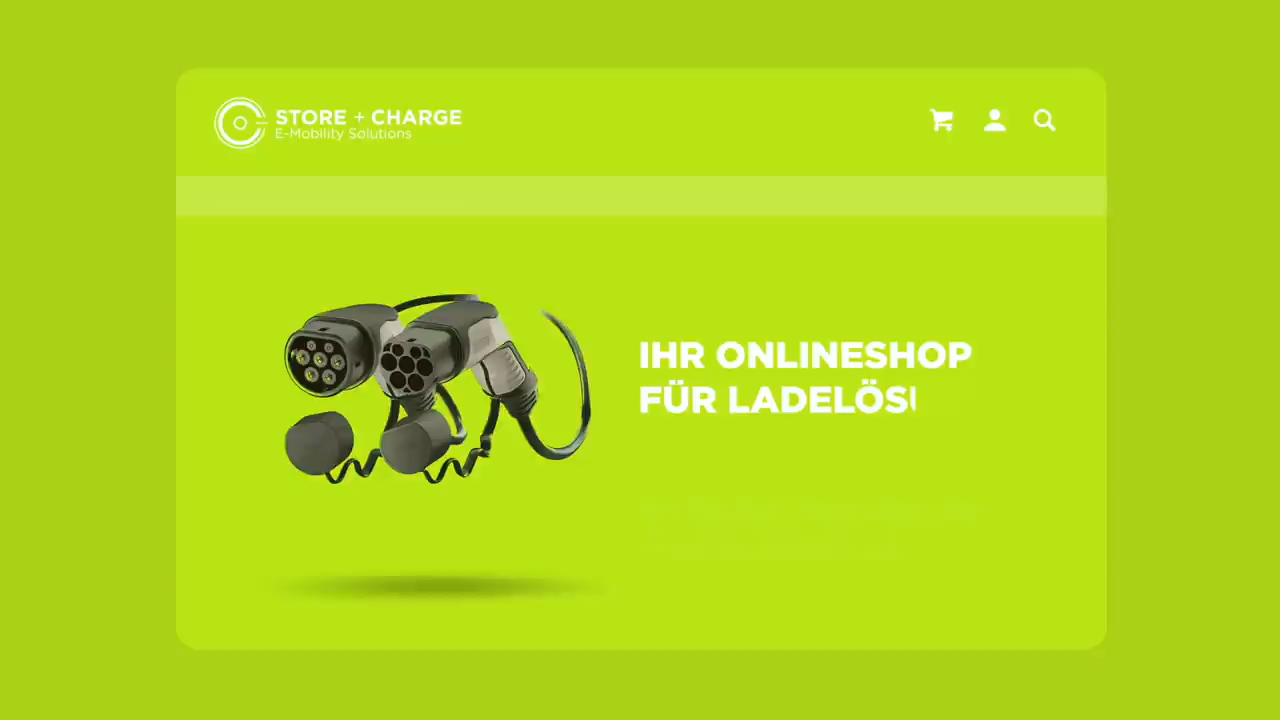 STORE + CHARGE
E-Mobility Solutions
IHR ONLINESHOP
FÜR LADELÖS